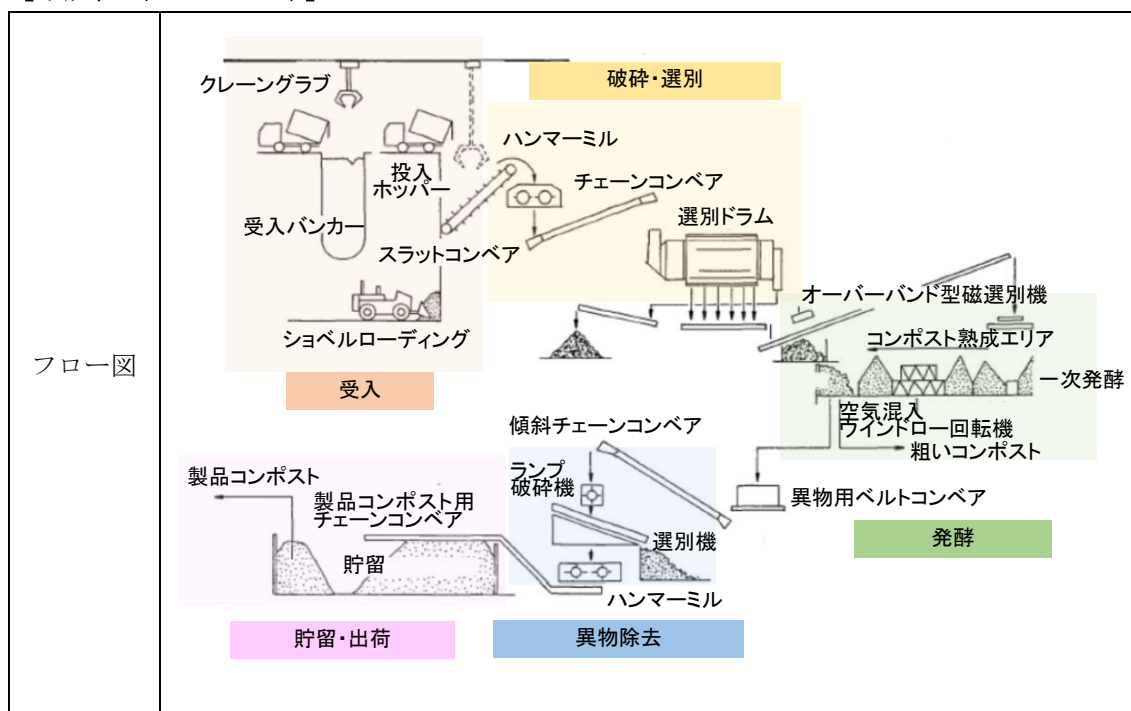 フロー図
クレーングラブ
破砕・選別
ハンマーミル
投入
ホッパー
チェーンコンベア
受入バンカー
選別ドラム
スラットコンベア
オーバーバンド型磁選別機
ショベルローディング
コンポスト熟成エリア
一次発酵
受入
空気混入
ウインドロー回転機
粗いコンポスト
傾斜チェーンコンベア
製品コンポスト
ランプ
破砕機
製品コンポスト用
チェーンコンベア
異物用ベルトコンベア
選別機
発酵
貯留
ハンマーミル
貯留・出荷
異物除去